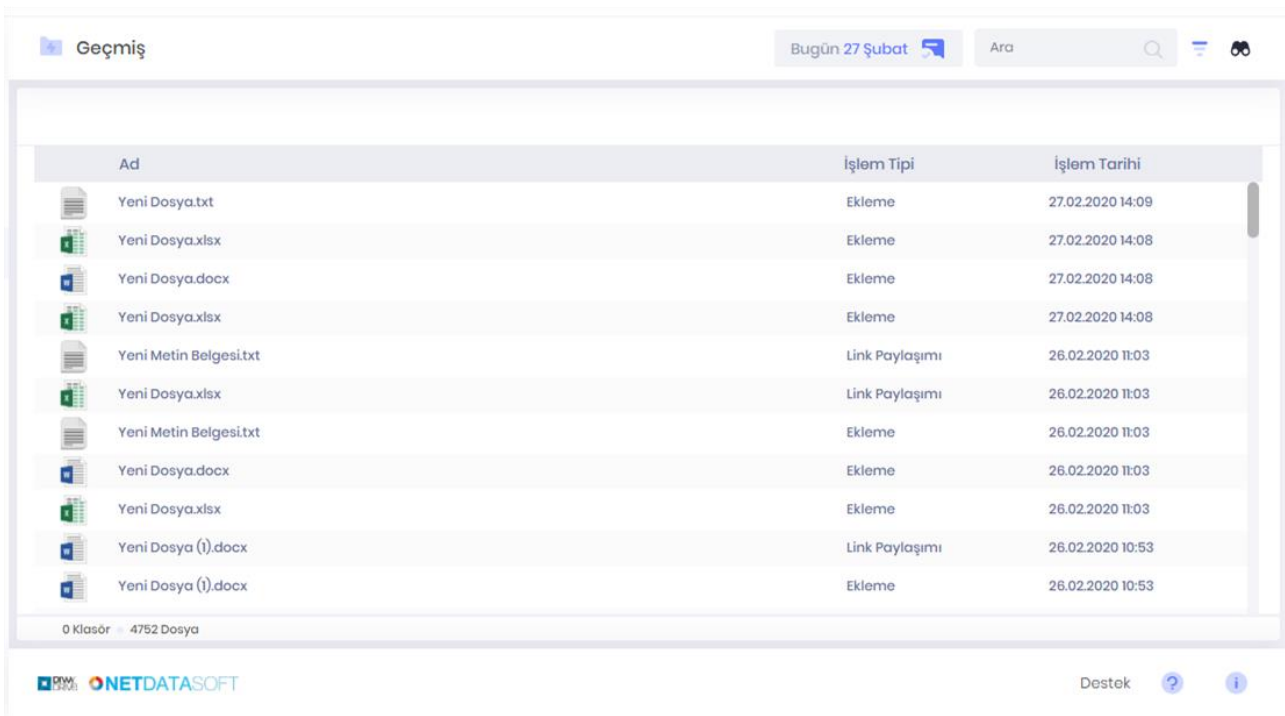 Geçmiş
Bugün 27 Şubat
Ara
Ad İşlem Tipi İşlem Tarihi
Yeni Dosya.txt Ekleme 27.02.2020 14:09
Yeni Dosya.xlsx Ekleme 27.02.2020 14:08
Yeni Dosya.docx Ekleme 27.02.2020 14:08
Yeni Dosya.xlsx Ekleme 27.02.2020 14:08
Yeni Metin Belgesi.txt Link Paylaşımı 26.02.2020 11:03
Yeni Dosya.xlsx Link Paylaşımı 26.02.2020 11:03
Yeni Metin Belgesi.txt Ekleme 26.02.2020 11:03
Yeni Dosya.docx Ekleme 26.02.2020 11:03
Yeni Dosya.xlsx Ekleme 26.02.2020 11:03
Yeni Dosya (1).docx Link Paylaşımı 26.02.2020 10:53
Yeni Dosya (1).docx Ekleme 26.02.2020 10:53
0 Klasör 4752 Dosya
NETDATASOFT
Destek ? i